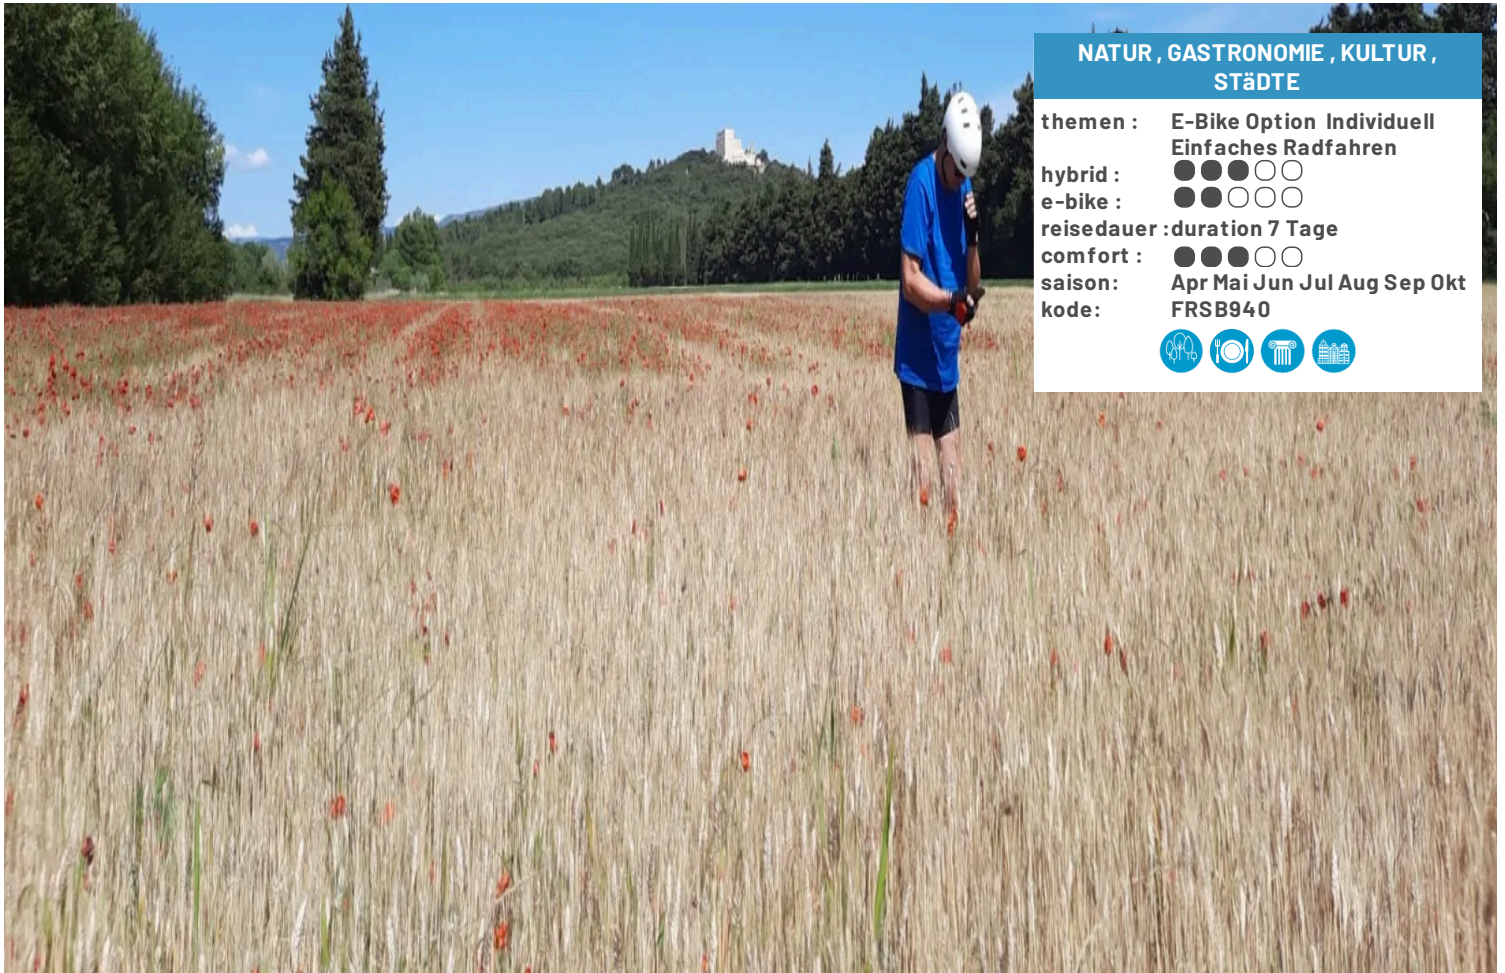 NATUR , GASTRONOMIE , KULTUR ,
STäDTE
themen : E-Bike Option Individuell
Einfaches Radfahren
hybrid :
e-bike :
reisedauer : duration 7 Tage
comfort :
saison: Apr Mai Jun Jul Aug Sep Okt
kode: FRSB940